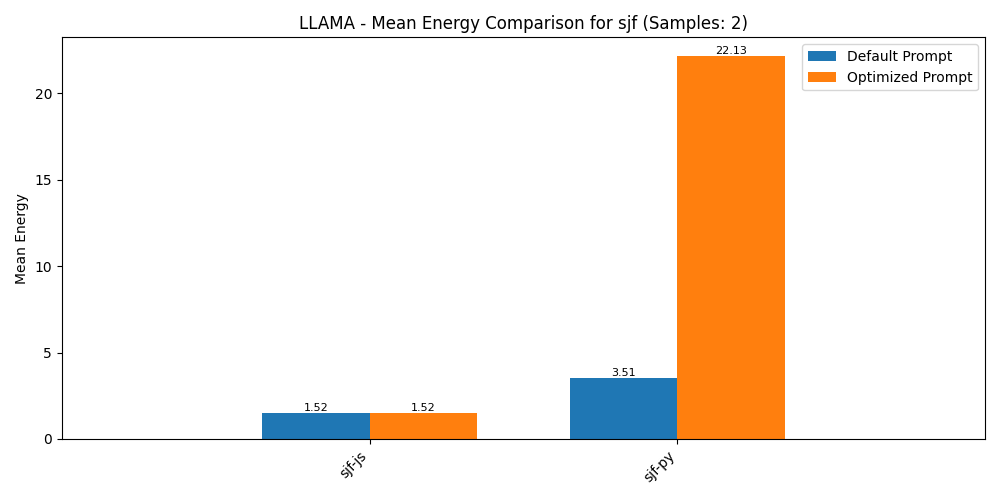 LLAMA - Mean Energy Comparison for sjf (Samples: 2)
Default Prompt
Optimized Prompt
Mean Energy
20
15
10
5
0
22.13
3.51
1.52
1.52
sjf-js
sjf-py